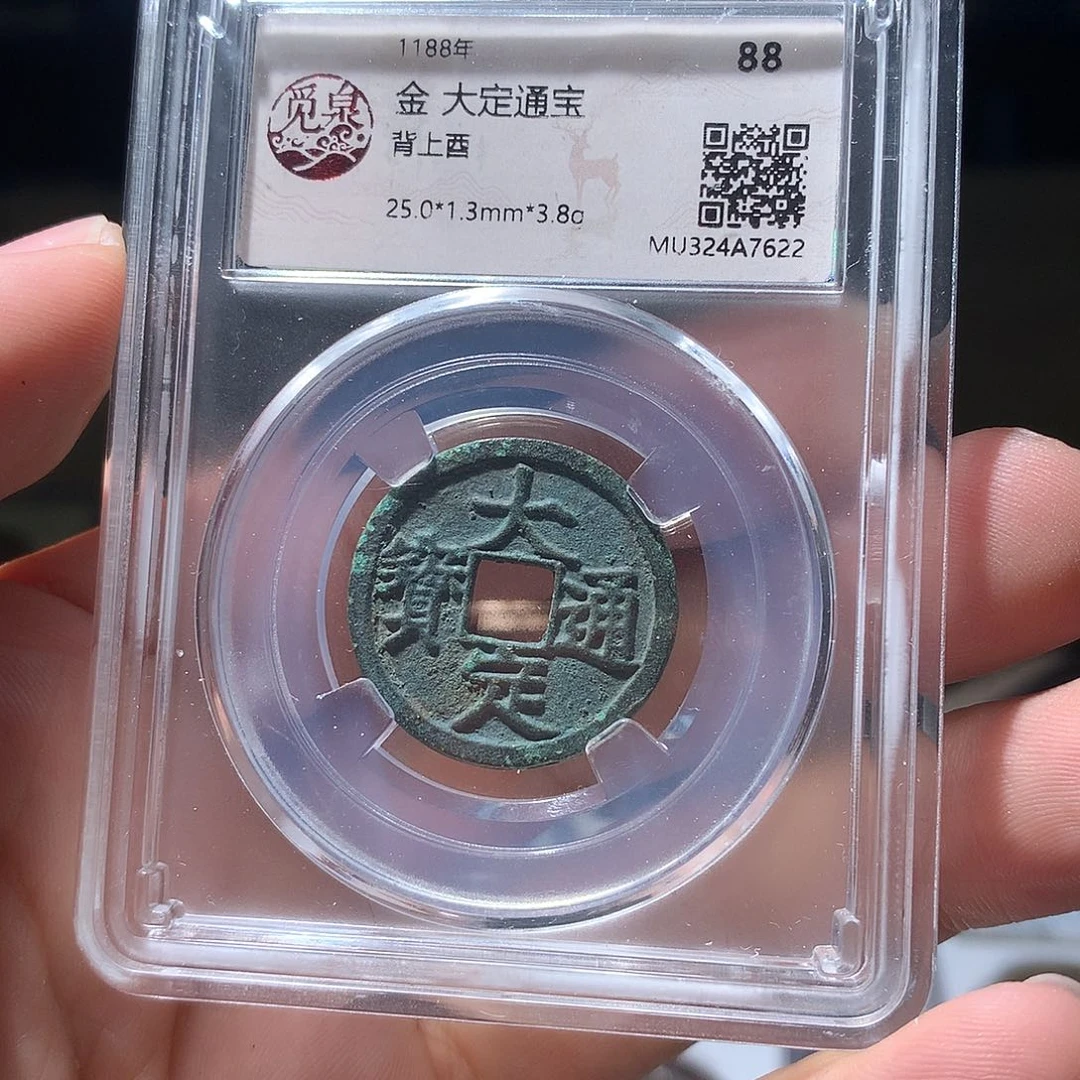 1188年
88
觅泉
金 大定通宝
背上酉
25.0*1.3mm*3.8g
MU324A7622
大定通寶